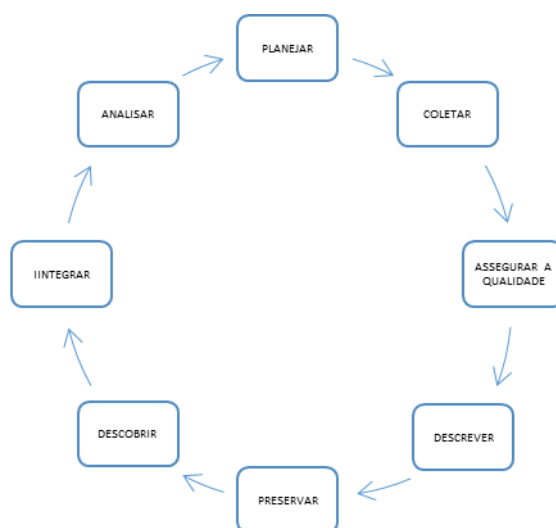 PLANEJAR
COLETAR
ASSEGURAR A
QUALIDADE
DESCREVER
PRESERVAR
DESCOBRIR
IINTEGRAR
ANALISAR